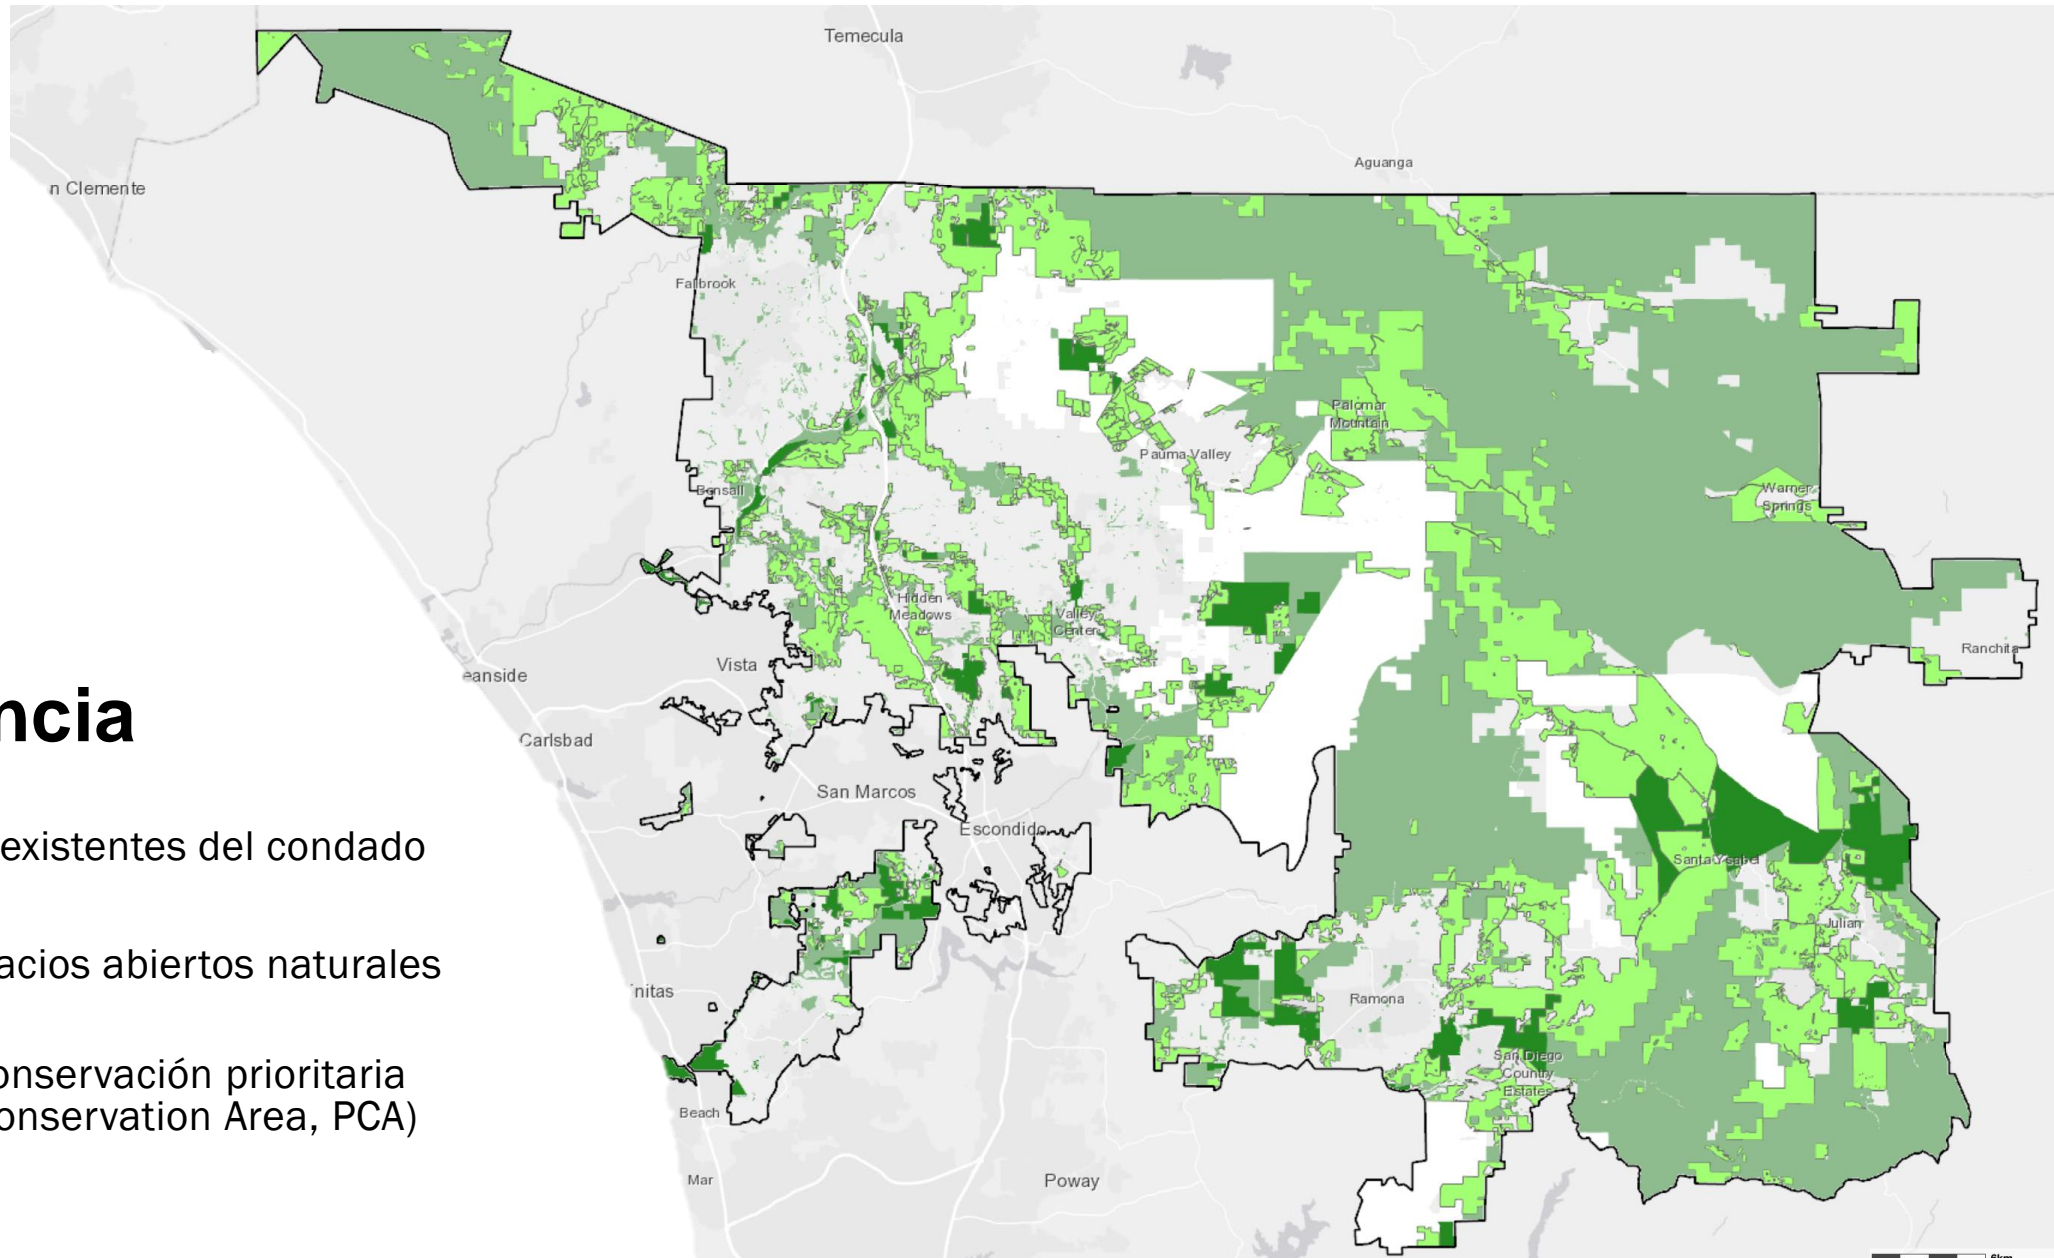 Temecula
Aguanga
n Clemente
Fallbrook
Palomar
Mountain
Pauma Valley
Bonsall
Warner
Springs
Hidden
Meadows
Valley
Center
Ranchita
Vista
eanside
ncia
Carlsbad
San Marcos
Escondido
existentes del condado
Santa Ysabel
Julian
acios abiertos naturales
nitas
Ramona
San Diego
Country
Estates
onservación prioritaria
onservation Area, PCA)
Beach
Mar
Poway
6km